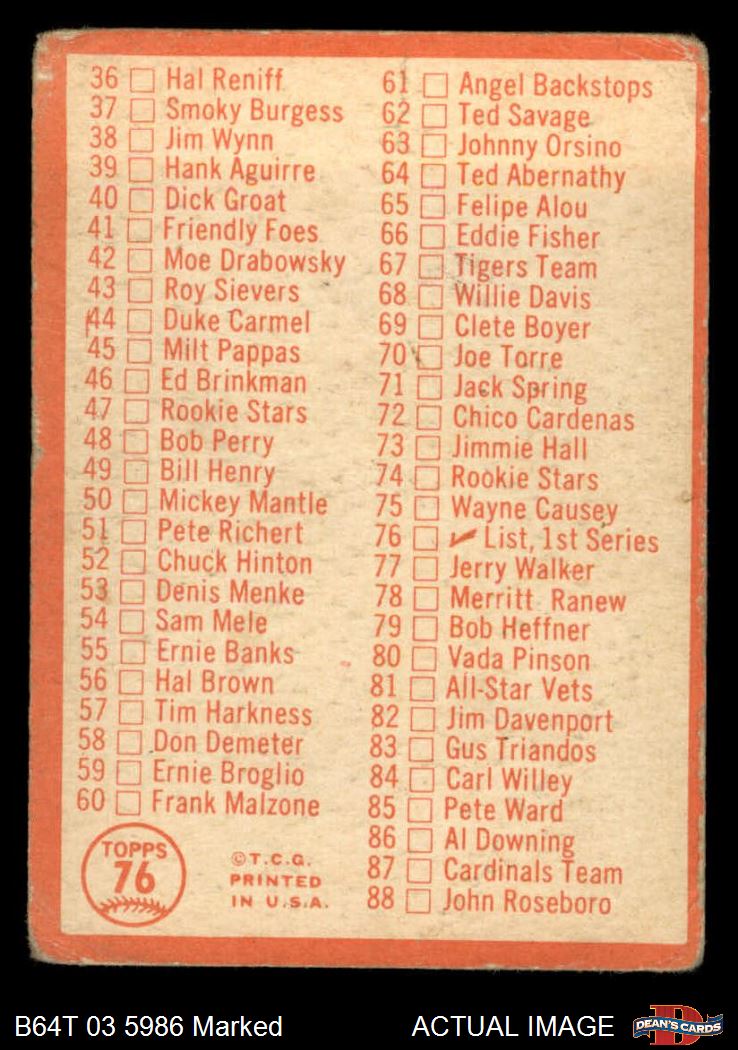 36 Hal Reniff
37 Smoky Burgess
38 Jim Wynn
39 Hank Aguirre
40 Dick Groat
41 Friendly Foes
42 Moe Drabowsky
43 Roy Sievers
44 Duke Carmel
45 Milt Pappas
46 Ed Brinkman
47 Rookie Stars
48 Bob Perry
49 Bill Henry
50 Mickey Mantle
51 Pete Richert
52 Chuck Hinton
53 Denis Menke
54 Sam Mele
55 Ernie Banks
56 Hal Brown
57 Tim Harkness
58 Don Demeter
59 Ernie Broglio
60 Frank Malzone
TOPPS
76
©T.C.G.
PRINTED
IN U.S.A.
61 Angel Backstops
62 Ted Savage
63 Johnny Orsino
64 Ted Abernathy
65 Felipe Alou
66 Eddie Fisher
67 Tigers Team
68 Willie Davis
69 Clete Boyer
70 Joe Torre
71 Jack Spring
72 Chico Cardenas
73 Jimmie Hall
74 Rookie Stars
75 Wayne Causey
76 ✓ List, 1st Series
77 Jerry Walker
78 Merritt Ranew
79 Bob Heffner
80 Vada Pinson
81 All-Star Vets
82 Jim Davenport
83 Gus Triandos
84 Carl Willey
85 Pete Ward
86 Al Downing
87 Cardinals Team
88 John Roseboro
B64T 03 5986 Marked
ACTUAL IMAGE
D
DEAN'S CARDS